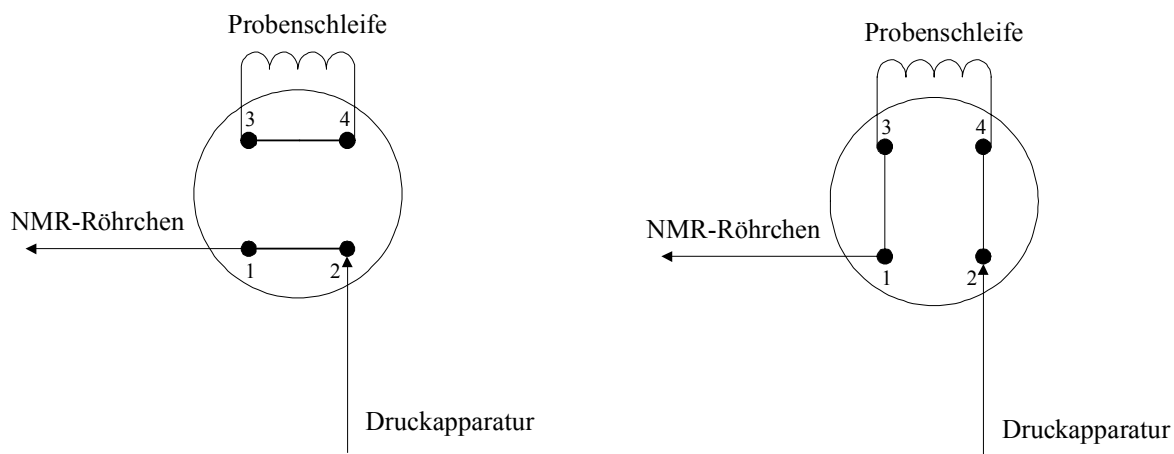 Probenschleife
3 4
NMR-Röhrchen
1 2
Druckapparatur
Probenschleife
3 4
NMR-Röhrchen
1 2
Druckapparatur